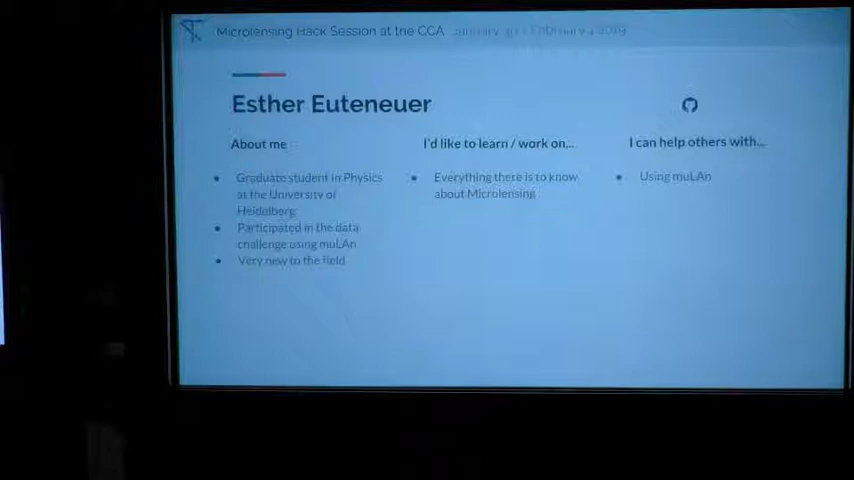 Microlensing Hack Session at the CCA
Esther Euteneuer
About me
Graduate student in Physics
at the University of
Heidelberg
Participated in the data
challenge using muLAn
Very new to the field
I'd like to learn / work on...
Everything there is to know
about Microlensing
I can help others with...
Using muLAn